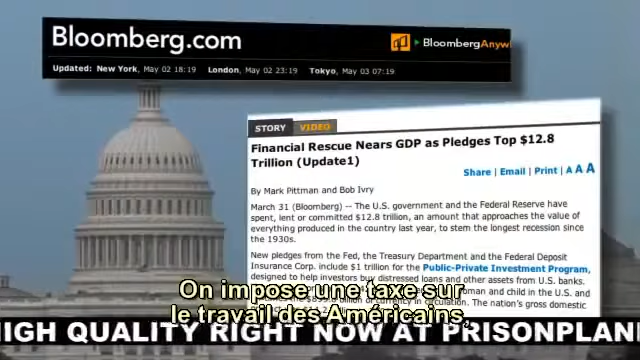 Bloomberg.com
BloombergAnyw
Updated: New York, May 02 18:19 London, May 02 23:19 Tokyo, May 03 07:19
STORY VIDEO
Financial Rescue Nears GDP as Pledges Top $12.8
Trillion (Update1)
Share | Email | Print | A A A
By Mark Pittman and Bob Ivry
March 31 (Bloomberg) -- The U.S. government and the Federal Reserve have
spent, lent or committed $12.8 trillion, an amount that approaches the value of
everything produced in the country last year, to stem the longest recession since
the 1930s.
New pledges from the Fed, the Treasury Department and the Federal Deposit
Insurance Corp. include $1 trillion for the Public-Private Investment Program,
designed to help investors buy distressed loans and other assets from U.S. banks.
and child in the U.S. and
in circulation. The nation's gross domestic
On impose une taxe sur
le travail des Américains,
HIGH QUALITY RIGHT NOW AT PRISONPLAN